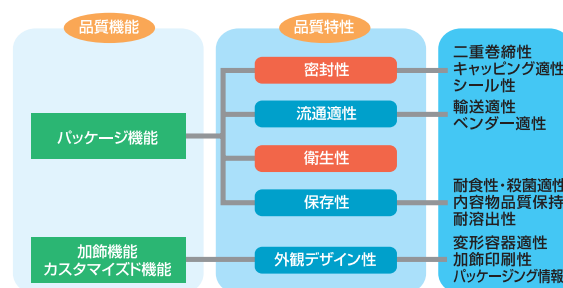 品質機能
品質特性
パッケージ機能
加飾機能
カスタマイズド機能
密封性
流通適性
衛生性
保存性
外観デザイン性
二重巻締性
キャッピング適性
シール性
輸送適性
ベンダー適性
耐食性・殺菌適性
内容物品質保持
耐溶出性
変形容器適性
加飾印刷性
パッケージング情報